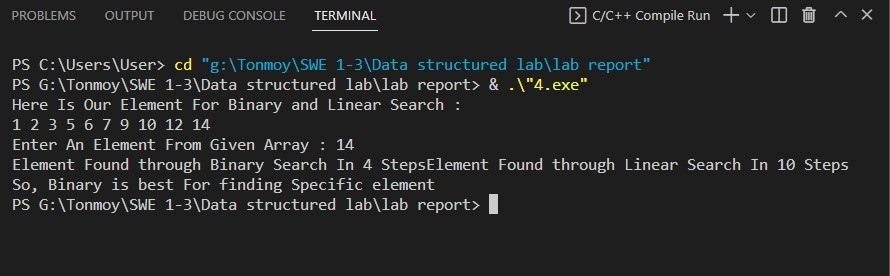 PROBLEMS OUTPUT DEBUG CONSOLE TERMINAL C/C++ Compile Run
PS C:\Users\User> cd "g:\Tonmoy\SWE 1-3\Data structured lab\lab report"
PS G:\Tonmoy\SWE 1-3\Data structured lab\lab report> & .\"4.exe"
Here Is Our Element For Binary and Linear Search :
1 2 3 5 6 7 9 10 12 14
Enter An Element From Given Array : 14
Element Found through Binary Search In 4 StepsElement Found through Linear Search In 10 Steps
So, Binary is best For finding Specific element
PS G:\Tonmoy\SWE 1-3\Data structured lab\lab report>